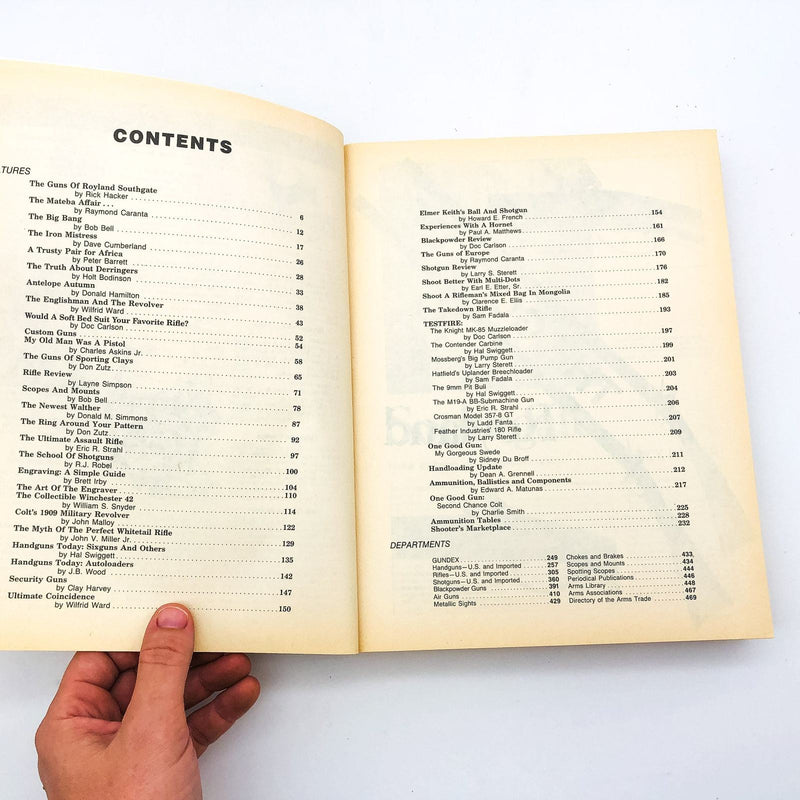 CONTENTS
TURES
The Guns Of Royland Southgate
by Rick Hacker 6
The Mateba Affair . . .
by Raymond Caranta 12
The Big Bang
by Bob Bell 17
The Iron Mistress
by Dave Cumberland 26
A Trusty Pair for Africa
by Peter Barrett 28
The Truth About Derringers
by Holt Bodinson 33
Antelope Autumn
by Donald Hamilton 38
The Englishman And The Revolver
by Wilfrid Ward 43
Would A Soft Bed Suit Your Favorite Rifle?
by Doc Carlson 52
Custom Guns 54
My Old Man Was A Pistol
by Charles Askins Jr. 58
The Guns Of Sporting Clays
by Don Zutz 65
Rifle Review
by Layne Simpson 71
Scopes And Mounts
by Bob Bell 78
The Newest Walther
by Donald M. Simmons 87
The Ring Around Your Pattern
by Don Zutz 92
The Ultimate Assault Rifle
by Eric R. Strahl 97
The School Of Shotguns
by R.J. Robel 100
Engraving: A Simple Guide
by Brett Irby 104
The Art Of The Engraver 110
The Collectible Winchester 42
by William S. Snyder 114
Colt's 1909 Military Revolver
by John Malloy 122
The Myth Of The Perfect Whitetail Rifle
by John V. Miller Jr. 129
Handguns Today: Sixguns And Others
by Hal Swiggett 135
Handguns Today: Autoloaders
by J.B. Wood 142
Security Guns
by Clay Harvey 147
Ultimate Coincidence
by Wilfrid Ward 150
Elmer Keith's Ball And Shotgun 154
by Howard E. French
Experiences With A Hornet 161
by Paul A. Matthews
Blackpowder Review 166
by Doc Carlson
The Guns of Europe 170
by Raymond Caranta
Shotgun Review 176
by Larry S. Sterett
Shoot Better With Multi-Dots 182
by Earl E. Etter, Sr.
Shoot A Rifleman's Mixed Bag In Mongolia 185
by Clarence E. Ellis
The Takedown Rifle 193
by Sam Fadala
TESTFIRE:
The Knight MK-85 Muzzleloader 197
by Doc Carlson
The Contender Carbine 199
by Hal Swiggett
Mossberg's Big Pump Gun 201
by Larry Sterett
Hatfield's Uplander Breechloader 203
by Sam Fadala
The 9mm Pit Bull 204
by Hal Swiggett
The M19-A BB-Submachine Gun 206
by Eric R. Strahl
Crosman Model 357-8 GT 207
by Ladd Fanta
Feather Industries' 180 Rifle 209
by Larry Sterett
One Good Gun:
My Gorgeous Swede 211
by Sidney Du Broff
Handloading Update 212
by Dean A. Grennell
Ammunition, Ballistics and Components 217
by Edward A. Matunas
One Good Gun:
Second Chance Colt 225
by Charlie Smith
Ammunition Tables 228
Shooter's Marketplace 232
DEPARTMENTS
GUNDEX 249
Handguns—U.S. and Imported 257
Rifles—U.S. and Imported 305
Shotguns—U.S. and Imported 360
Blackpowder Guns 391
Air Guns 410
Metallic Sights 429
Chokes and Brakes 433
Scopes and Mounts 434
Spotting Scopes 444
Periodical Publications 446
Arms Library 448
Arms Associations 467
Directory of the Arms Trade 469